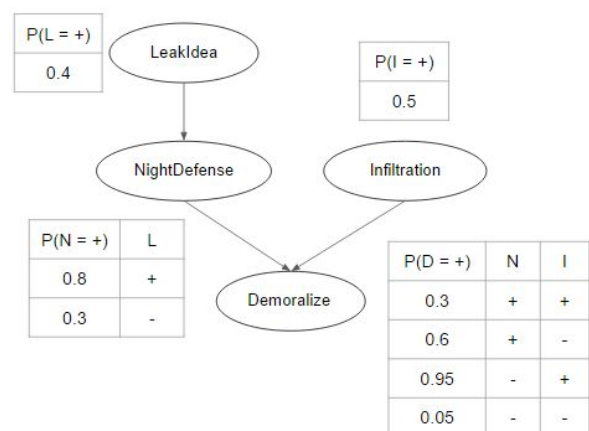 P(L = +)
0.4
LeakIdea
P(I = +)
0.5
NightDefense
Infiltration
P(N = +) L
0.8 +
0.3 -
Demoralize
P(D = +) N I
0.3 + +
0.6 + -
0.95 - +
0.05 - -